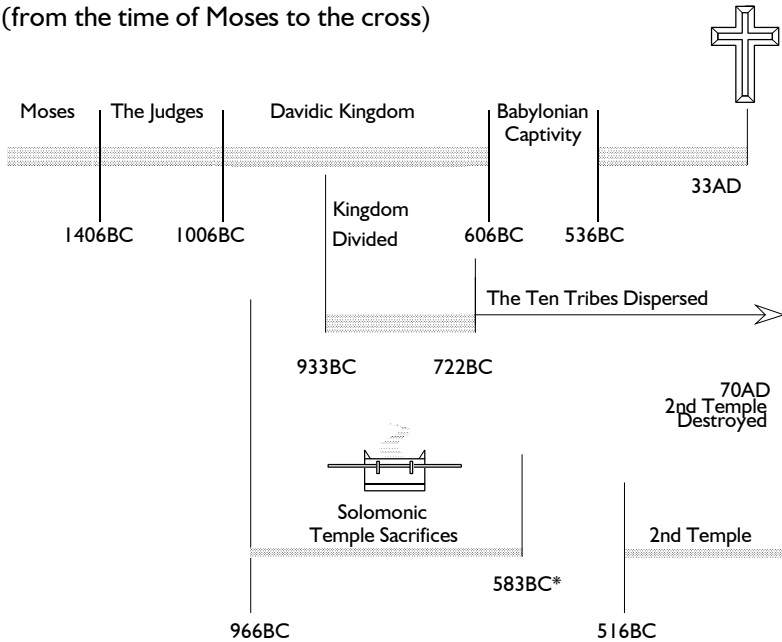 (from the time of Moses to the cross)
Moses
The Judges
Davidic Kingdom
Babylonian
Captivity
33AD
1406BC
1006BC
Kingdom
Divided
606BC
536BC
The Ten Tribes Dispersed
933BC
722BC
70AD
2nd Temple
Destroyed
Solomonic
Temple Sacrifices
2nd Temple
583BC*
966BC
516BC